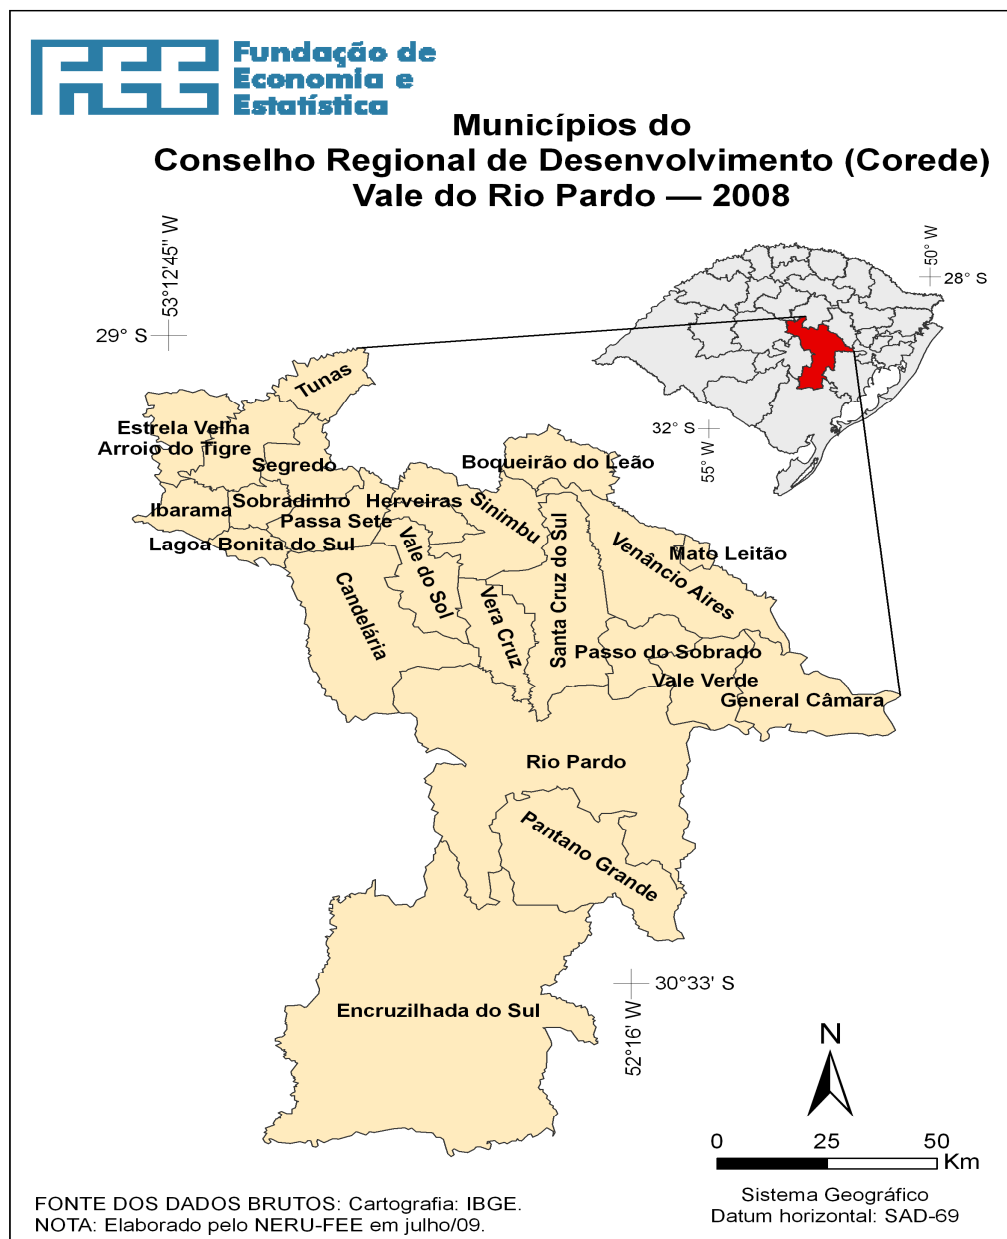 Fundação de
Economia e
Estatística
Municípios do
Conselho Regional de Desenvolvimento (Corede)
Vale do Rio Pardo — 2008
53°12'45" W
29° S
50° W
28° S
32° S
55° W
Tunas
Estrela Velha
Arroio do Tigre
Segredo
Boqueirão do Leão
Ibarama
Sobradinho
Herveiras
Sinimbu
Passa Sete
Lagoa Bonita do Sul
Vale do Sol
Santa Cruz do Sul
Venâncio Aires
Mato Leitão
Candelária
Vera Cruz
Passo do Sobrado
Vale Verde
General Câmara
Rio Pardo
Pantano Grande
Encruzilhada do Sul
30°33' S
52°16' W
N
0 25 50
Km
Sistema Geográfico
Datum horizontal: SAD-69
FONTE DOS DADOS BRUTOS: Cartografia: IBGE.
NOTA: Elaborado pelo NERU-FEE em julho/09.